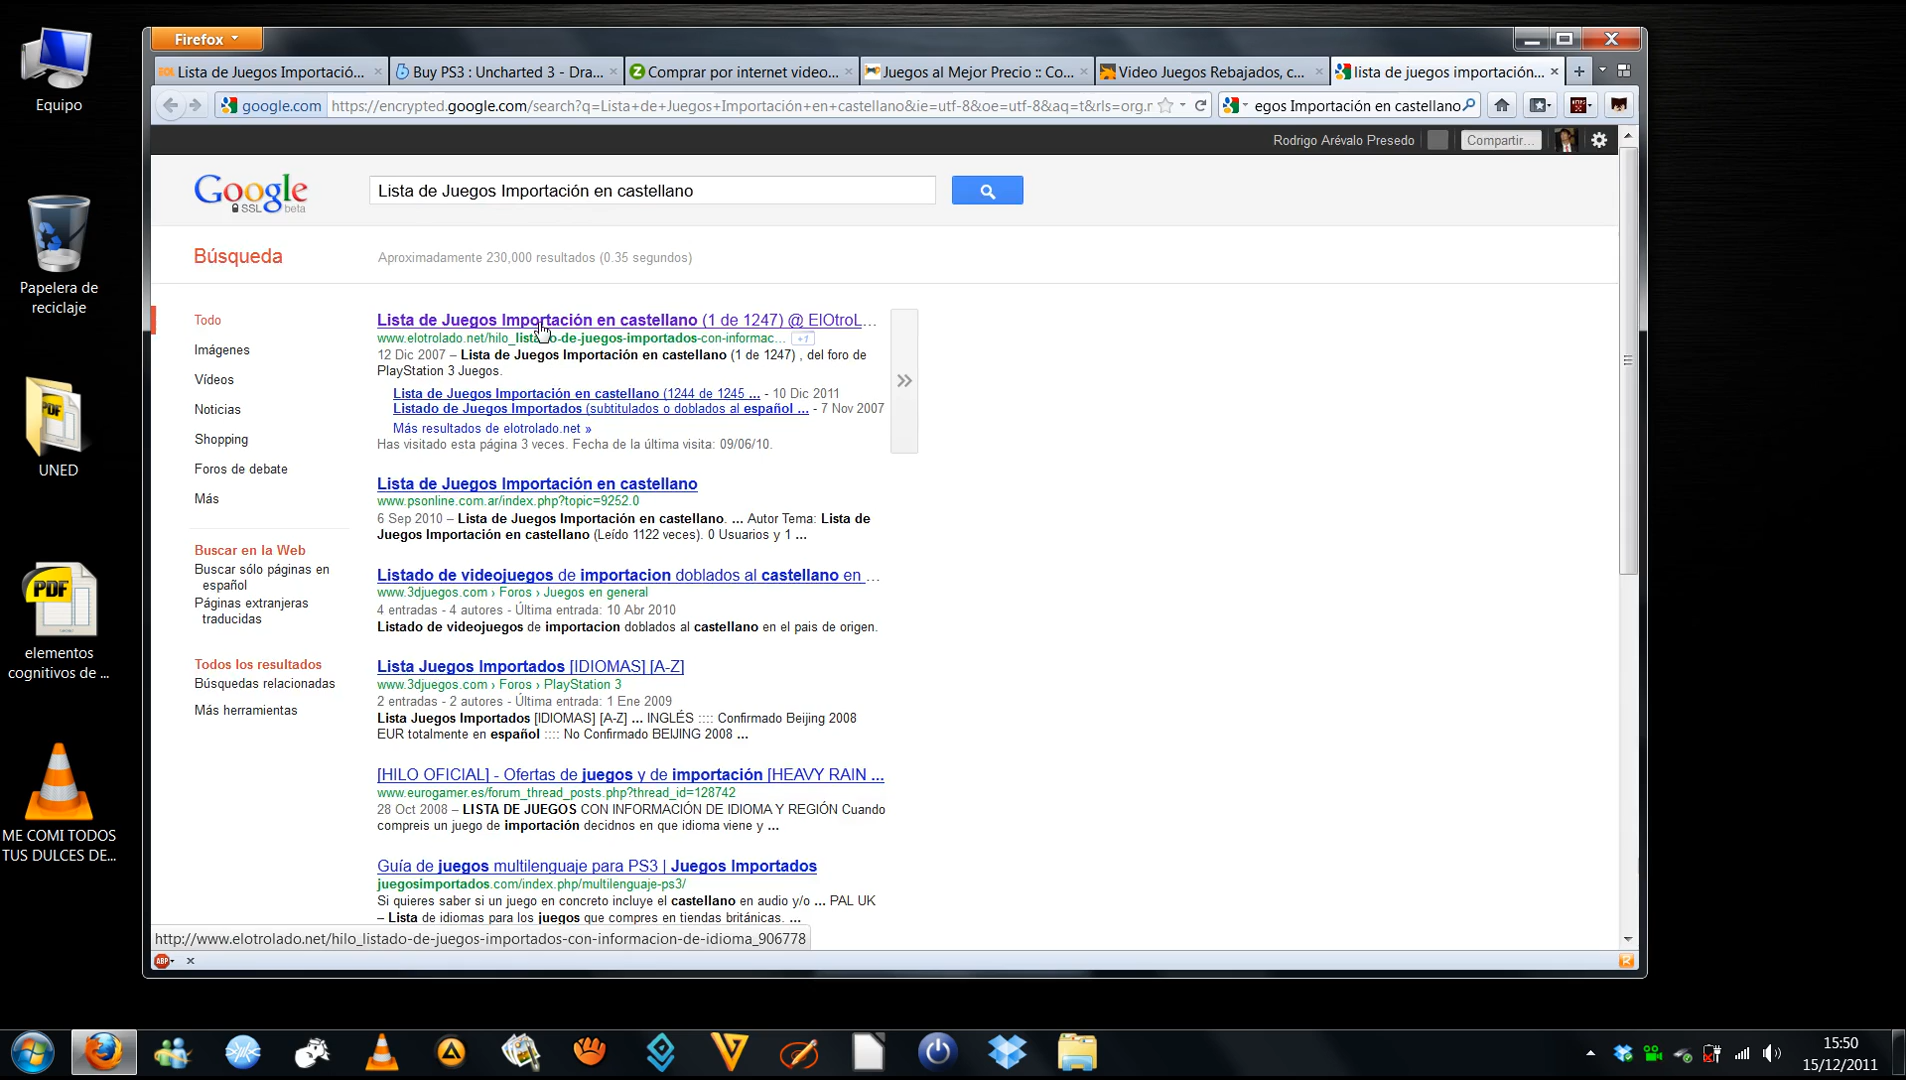 Equipo
Papelera de
reciclaje
UNED
elementos
cognitivos de ...
ME COMI TODOS
TUS DULCES DE...
Firefox
Lista de Juegos Importació...
Buy PS3 : Uncharted 3 - Dra...
Comprar por internet video...
Juegos al Mejor Precio :: Co...
Video Juegos Rebajados, c...
lista de juegos importación...
google.com
https://encrypted.google.com/search?q=Lista+de+Juegos+Importación+en+castellano&ie=utf-8&oe=utf-8&aq=t&rls=org.r
egos Importación en castellano
Rodrigo Arévalo Presedo
Compartir...
Google
SSL beta
Lista de Juegos Importación en castellano
Búsqueda
Aproximadamente 230,000 resultados (0.35 segundos)
Todo
Imágenes
Vídeos
Noticias
Shopping
Foros de debate
Más
Buscar en la Web
Buscar sólo páginas en
español
Páginas extranjeras
traducidas
Todos los resultados
Búsquedas relacionadas
Más herramientas
Lista de Juegos Importación en castellano (1 de 1247) @ ElOtroL...
www.elotrolado.net/hilo_listado-de-juegos-importados-con-informac...
+1
12 Dic 2007 – Lista de Juegos Importación en castellano (1 de 1247) , del foro de
PlayStation 3 Juegos.
Lista de Juegos Importación en castellano (1244 de 1245 ... - 10 Dic 2011
Listado de Juegos Importados (subtitulados o doblados al español ... - 7 Nov 2007
Más resultados de elotrolado.net »
Has visitado esta página 3 veces. Fecha de la última visita: 09/06/10.
Lista de Juegos Importación en castellano
www.psonline.com.ar/index.php?topic=9252.0
6 Sep 2010 – Lista de Juegos Importación en castellano. ... Autor Tema: Lista de
Juegos Importación en castellano (Leído 1122 veces). 0 Usuarios y 1 ...
Listado de videojuegos de importacion doblados al castellano en ...
www.3djuegos.com › Foros › Juegos en general
4 entradas - 4 autores - Última entrada: 10 Abr 2010
Listado de videojuegos de importacion doblados al castellano en el pais de origen.
Lista Juegos Importados [IDIOMAS] [A-Z]
www.3djuegos.com › Foros › PlayStation 3
2 entradas - 2 autores - Última entrada: 1 Ene 2009
Lista Juegos Importados [IDIOMAS] [A-Z] ... INGLÉS :::: Confirmado Beijing 2008
EUR totalmente en español :::: No Confirmado BEIJING 2008 ...
[HILO OFICIAL] - Ofertas de juegos y de importación [HEAVY RAIN ...
www.eurogamer.es/forum_thread_posts.php?thread_id=128742
28 Oct 2008 – LISTA DE JUEGOS CON INFORMACIÓN DE IDIOMA Y REGIÓN Cuando
compreis un juego de importación decidnos en que idioma viene y ...
Guía de juegos multilenguaje para PS3 | Juegos Importados
juegosimportados.com/index.php/multilenguaje-ps3/
Si quieres saber si un juego en concreto incluye el castellano en audio y/o ... PAL UK
– Lista de idiomas para los juegos que compres en tiendas británicas. ...
http://www.elotrolado.net/hilo_listado-de-juegos-importados-con-informacion-de-idioma_906778
ABP
15:50
15/12/2011